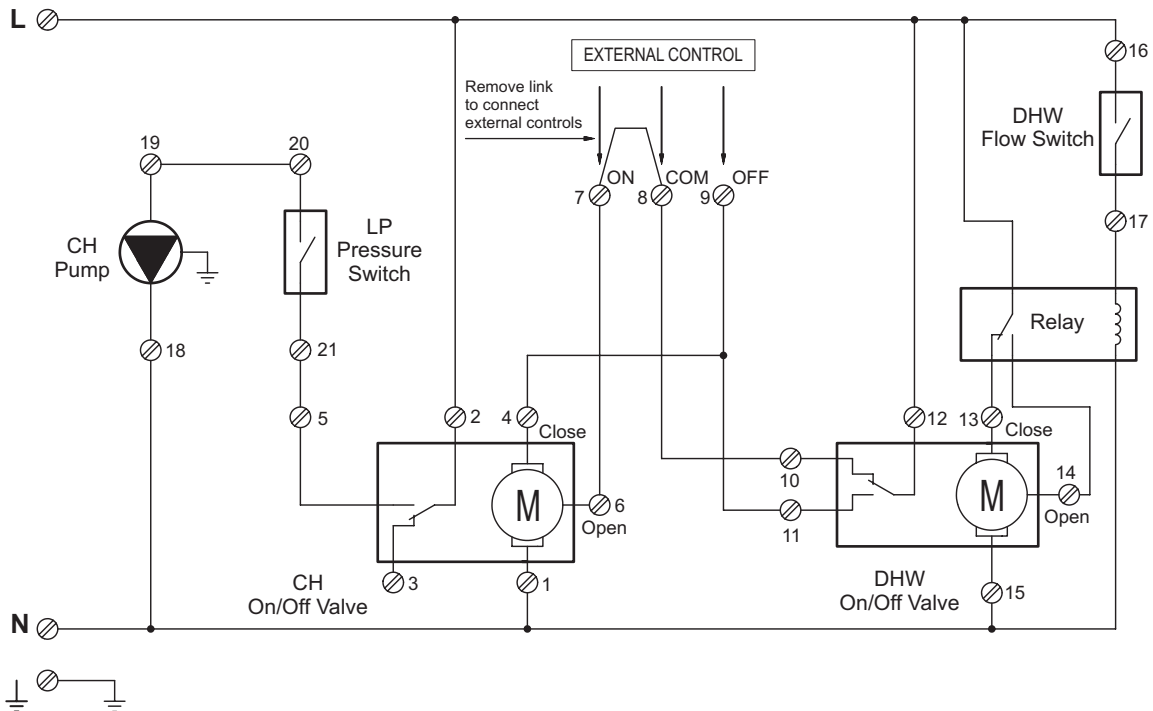 L
EXTERNAL CONTROL
16
Remove link
to connect
external controls
DHW
Flow Switch
19
20
ON
COM
OFF
7
8
9
17
CH
Pump
LP
Pressure
Switch
Relay
18
21
5
2
4
Close
12
13
Close
10
14
M
6
Open
M
Open
11
3
1
CH
On/Off Valve
DHW
On/Off Valve
15
N